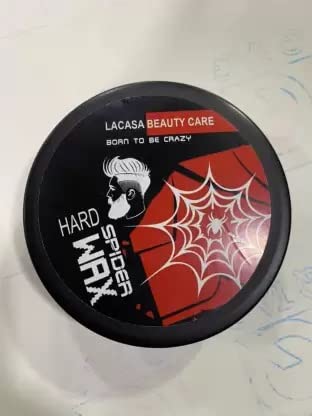 LACASA BEAUTY CARE
BORN TO BE CRAZY
HARD
SPIDER
WAX